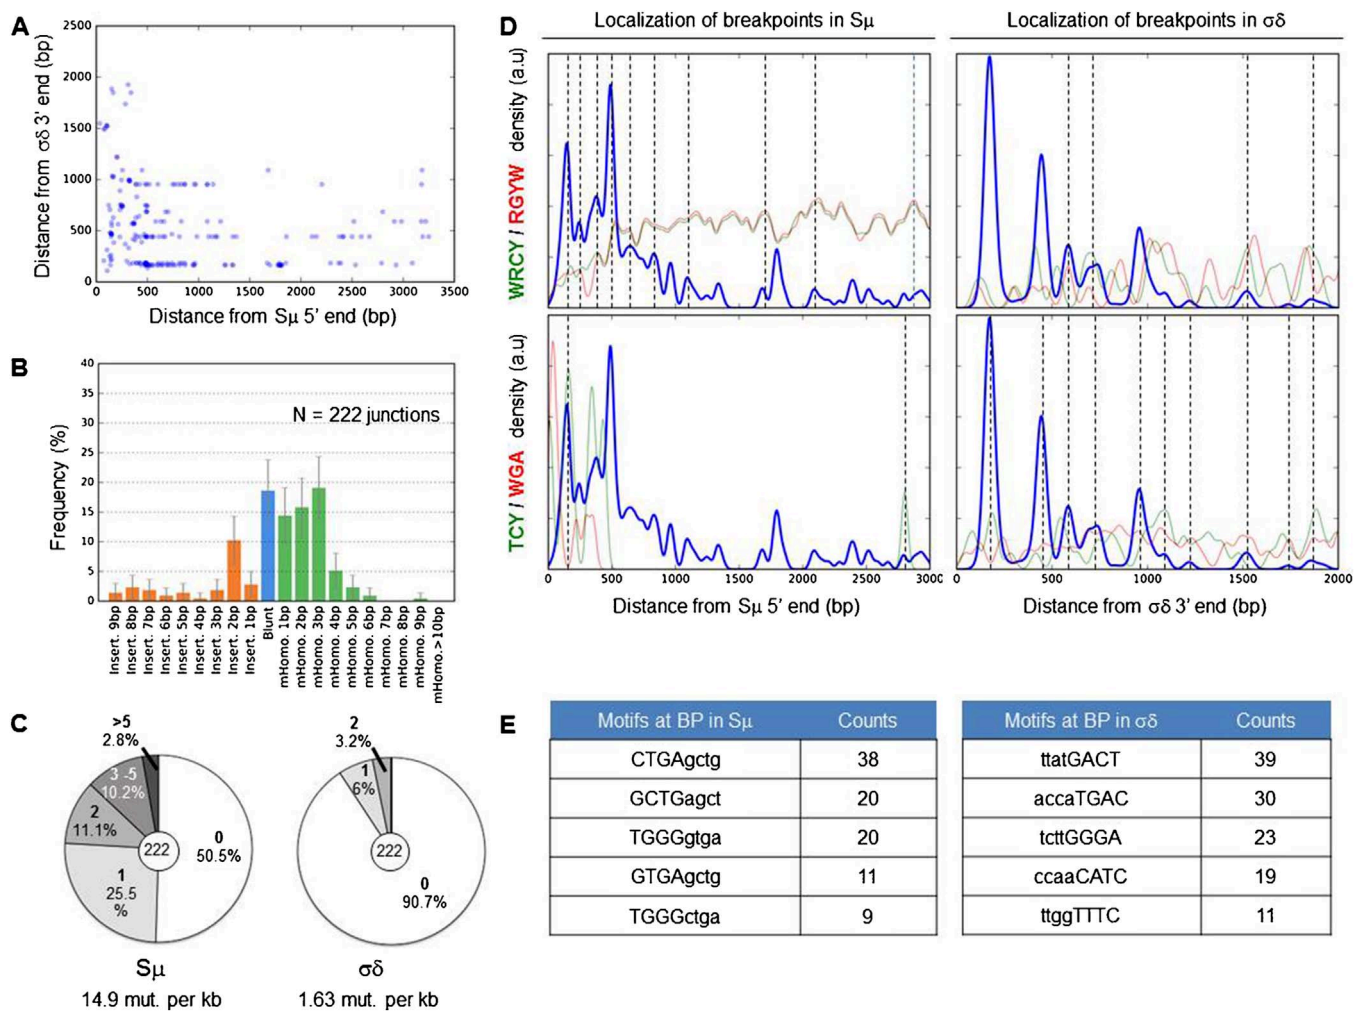 A
Distance from σδ 3' end (bp)
2500
2000
1500
1000
500
0
0 500 1000 1500 2000 2500 3000 3500
Distance from Sμ 5' end (bp)
B
Frequency (%)
40
35
30
25
20
15
10
5
0
N = 222 junctions
Insert. 9bp
Insert. 8bp
Insert. 7bp
Insert. 6bp
Insert. 5bp
Insert. 4bp
Insert. 3bp
Insert. 2bp
Insert. 1bp
Blunt
mHomo. 1bp
mHomo. 2bp
mHomo. 3bp
mHomo. 4bp
mHomo. 5bp
mHomo. 6bp
mHomo. 7bp
mHomo. 8bp
mHomo. 9bp
mHomo.>10bp
C
>5
2.8%
3 -5
10.2%
2
11.1%
1
25.5
%
0
50.5%
222
Sμ
14.9 mut. per kb
2
3.2%
1
6%
222
0
90.7%
σδ
1.63 mut. per kb
D
Localization of breakpoints in Sμ
Localization of breakpoints in σδ
WRCY / RGYW density (a.u)
TCY / WGA density (a.u)
0 500 1000 1500 2000 2500 3000
Distance from Sμ 5' end (bp)
0 500 1000 1500 2000
Distance from σδ 3' end (bp)
E
Motifs at BP in Sμ Counts
CTGAgctg 38
GCTGagct 20
TGGGgtga 20
GTGAgctg 11
TGGGctga 9
Motifs at BP in σδ Counts
ttatGACT 39
accaTGAC 30
tcttGGGA 23
ccaaCATC 19
ttggTTTC 11